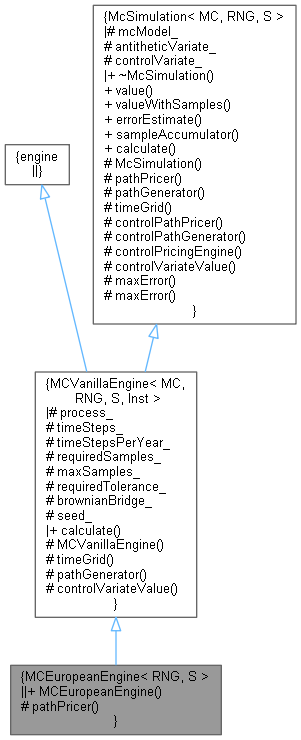 {McSimulation< MC, RNG, S >
|# mcModel_
# antitheticVariate_
# controlVariate_
|+ ~McSimulation()
+ value()
+ valueWithSamples()
+ errorEstimate()
+ sampleAccumulator()
+ calculate()
# McSimulation()
# pathPricer()
# pathGenerator()
# timeGrid()
# controlPathPricer()
# controlPathGenerator()
# controlPricingEngine()
# controlVariateValue()
# maxError()
# maxError()
}
{engine
||}
{MCVanillaEngine< MC,
RNG, S, Inst >
|# process_
# timeSteps_
# timeStepsPerYear_
# requiredSamples_
# maxSamples_
# requiredTolerance_
# brownianBridge_
# seed_
|+ calculate()
# MCVanillaEngine()
# timeGrid()
# pathGenerator()
# controlVariateValue()
}
{MCEuropeanEngine< RNG, S >
||+ MCEuropeanEngine()
# pathPricer()
}